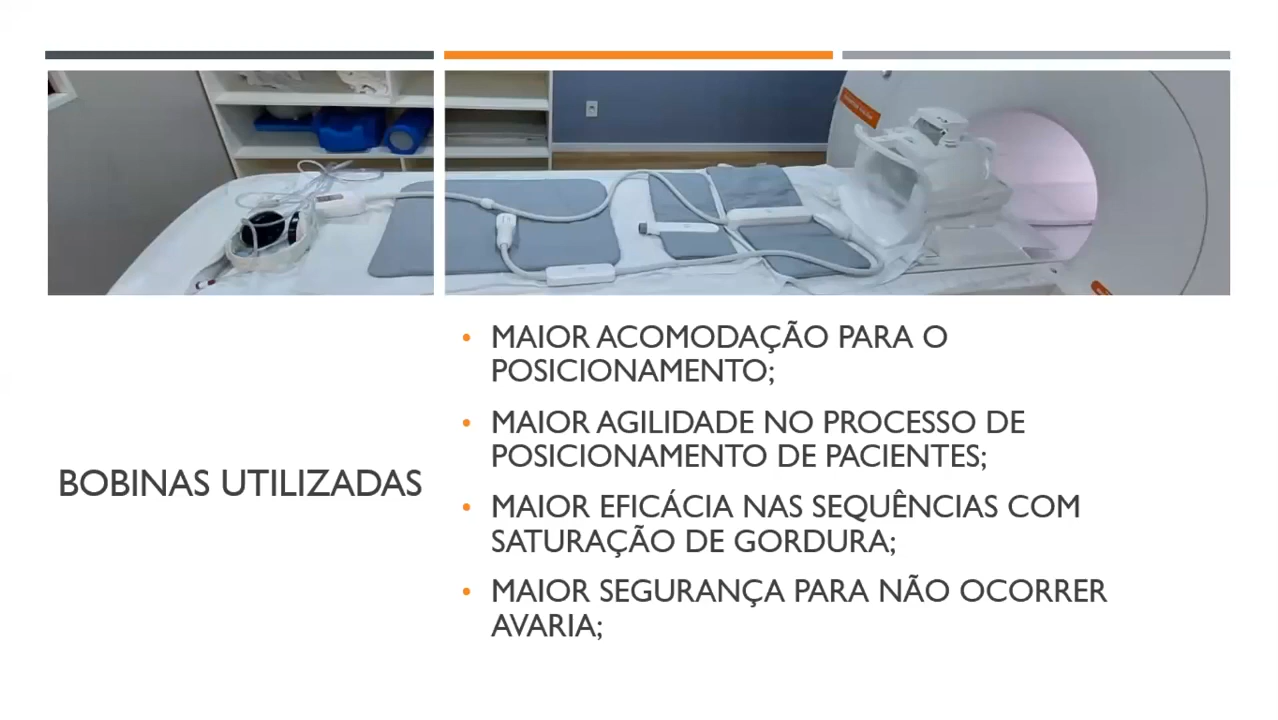 MAIOR ACOMODAÇÃO PARA O
POSICIONAMENTO;
MAIOR AGILIDADE NO PROCESSO DE
POSICIONAMENTO DE PACIENTES;
BOBINAS UTILIZADAS
MAIOR EFICÁCIA NAS SEQUÊNCIAS COM
SATURAÇÃO DE GORDURA;
MAIOR SEGURANÇA PARA NÃO OCORRER
AVARIA;